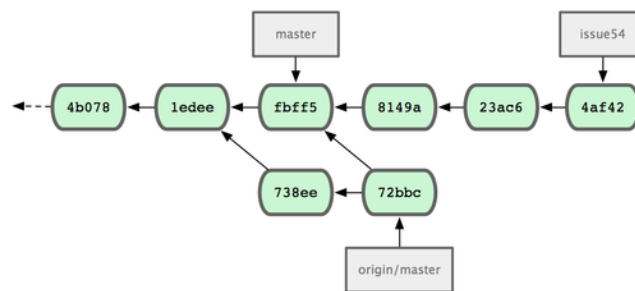 master
issue54
4b078
1edee
fbff5
8149a
23ac6
4af42
738ee
72bbc
origin/master